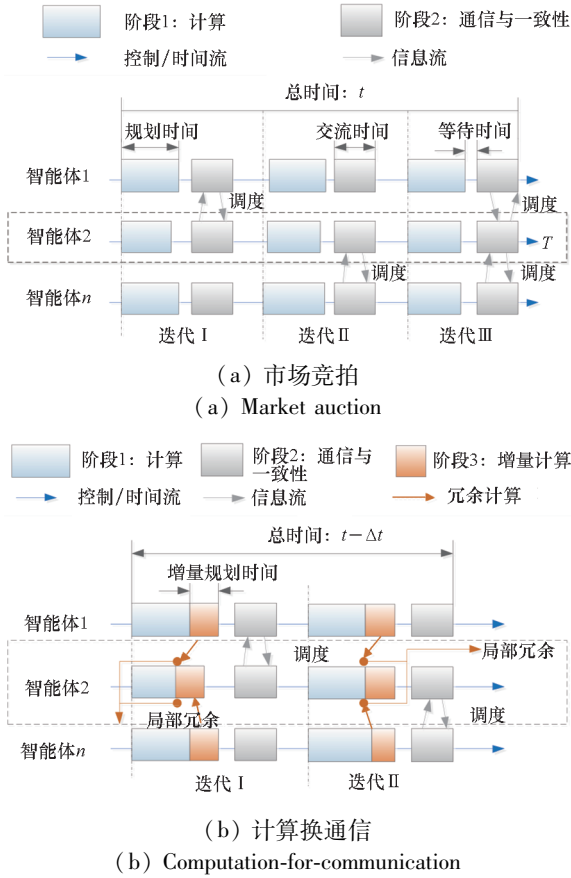 阶段1：计算
阶段2：通信与一致性
控制/时间流
信息流
总时间：t
规划时间
交流时间
等待时间
智能体1
调度
调度
智能体2
T
调度
调度
智能体n
迭代Ⅰ
迭代Ⅱ
迭代Ⅲ
（a）市场竞拍
（a）Market auction
阶段1：计算
阶段2：通信与
一致性
阶段3：增量计算
控制/时间流
信息流
冗余计算
总时间：t−Δt
增量规划时间
智能体1
调度
局部冗余
智能体2
局部冗余
调度
智能体n
迭代Ⅰ
迭代Ⅱ
（b）计算换通信
（b）Computation-for-communication